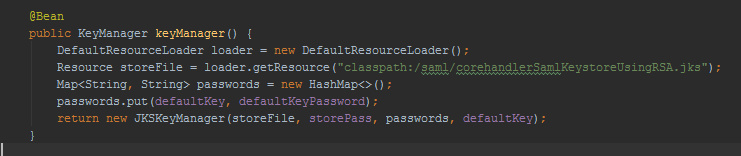 @Bean
public KeyManager keyManager() {
DefaultResourceLoader loader = new DefaultResourceLoader();
Resource storeFile = loader.getResource("classpath:/saml/corehandlerSamlKeystoreUsingRSA.jks");
Map<String, String> passwords = new HashMap<>();
passwords.put(defaultKey, defaultKeyPassword);
return new JKSKeyManager(storeFile, storePass, passwords, defaultKey);
}